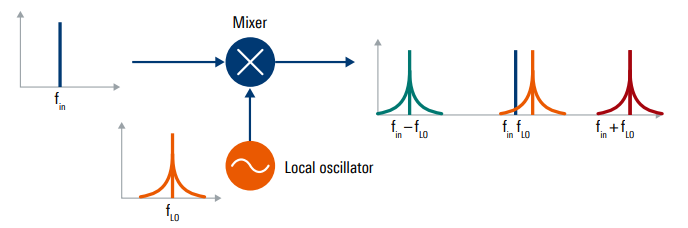 Mixer
f_in
Local oscillator
f_LO
f_in – f_LO
f_in f_LO
f_in + f_LO